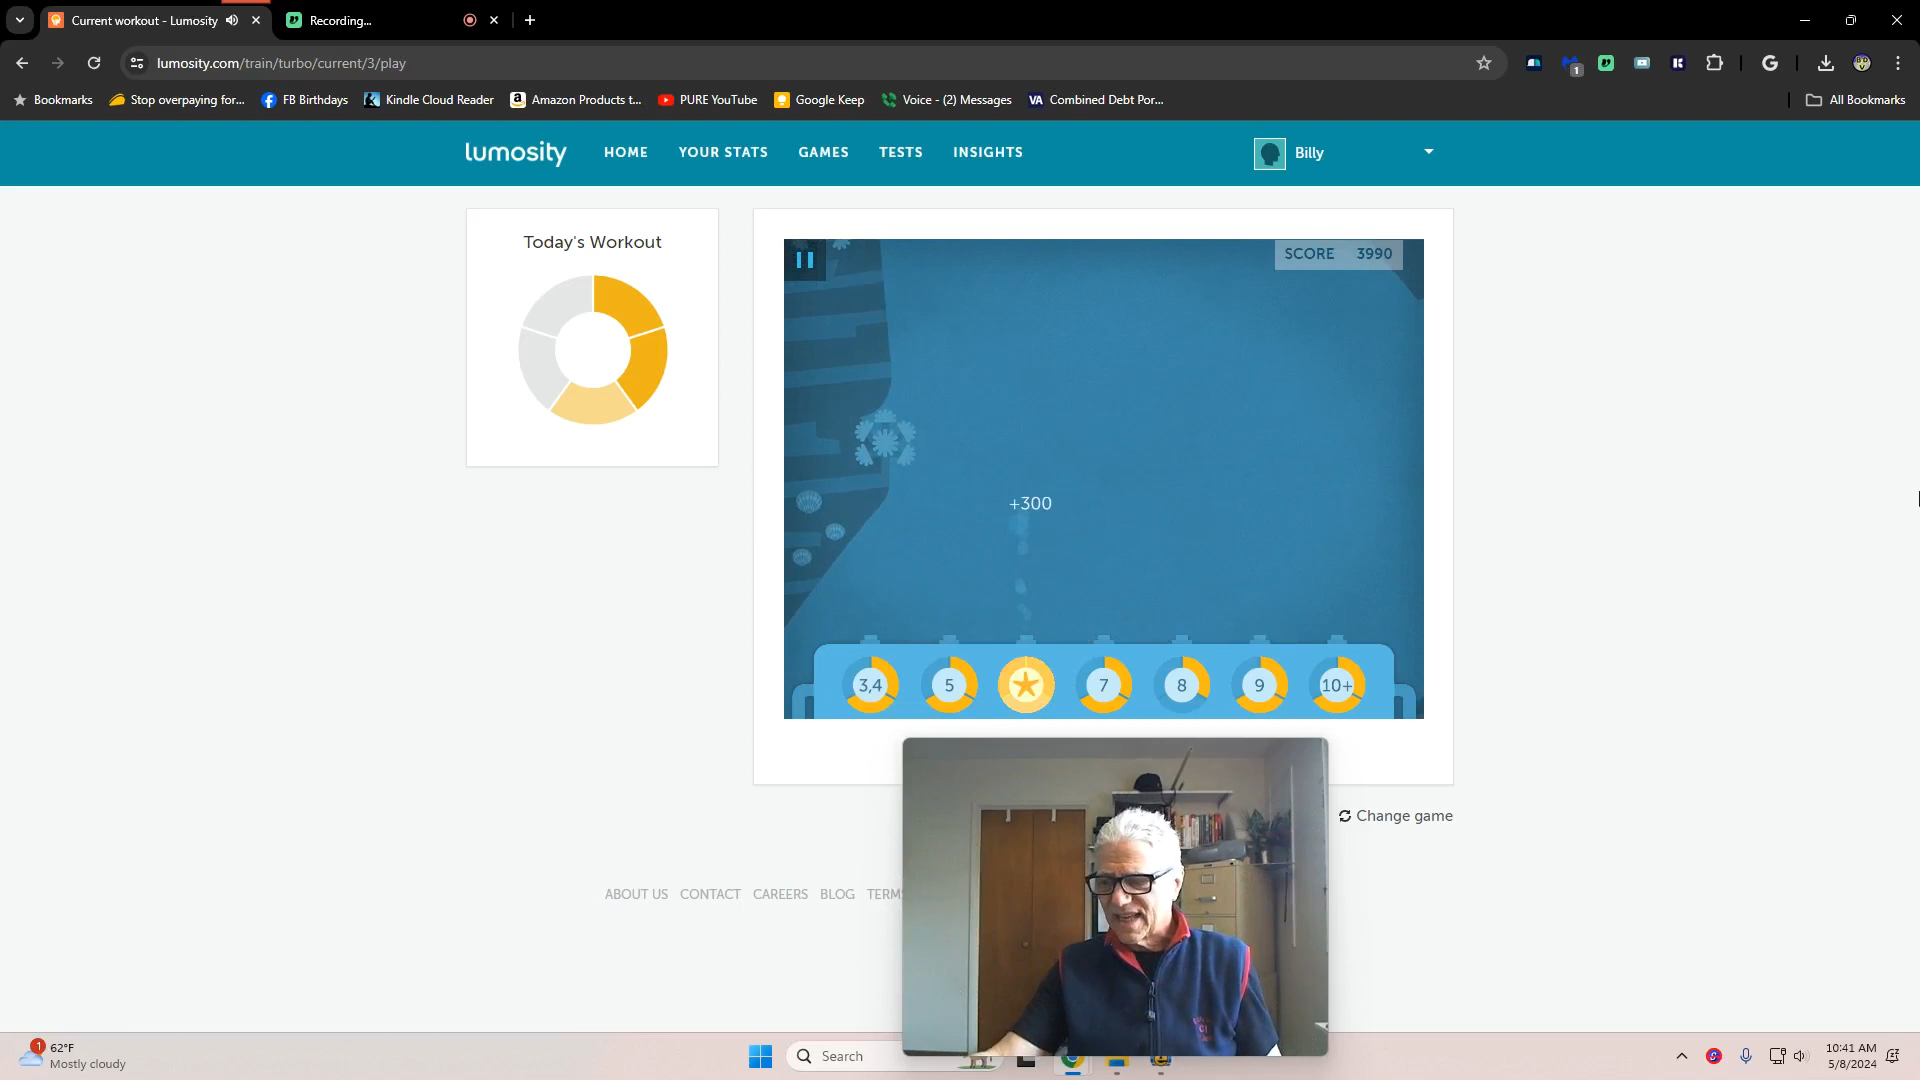 Current workout - Lumosity
Recording...
lumosity.com/train/turbo/current/3/play
1
Bookmarks
Stop overpaying for...
FB Birthdays
Kindle Cloud Reader
Amazon Products t...
PURE YouTube
Google Keep
Voice - (2) Messages
VA Combined Debt Por...
All Bookmarks
lumosity
HOME
YOUR STATS
GAMES
TESTS
INSIGHTS
Billy
Today's Workout
SCORE 3990
+300
3,4
5
7
8
9
10+
Change game
ABOUT US
CONTACT
CAREERS
BLOG
1
62°F
Mostly cloudy
Search
10:41 AM
5/8/2024